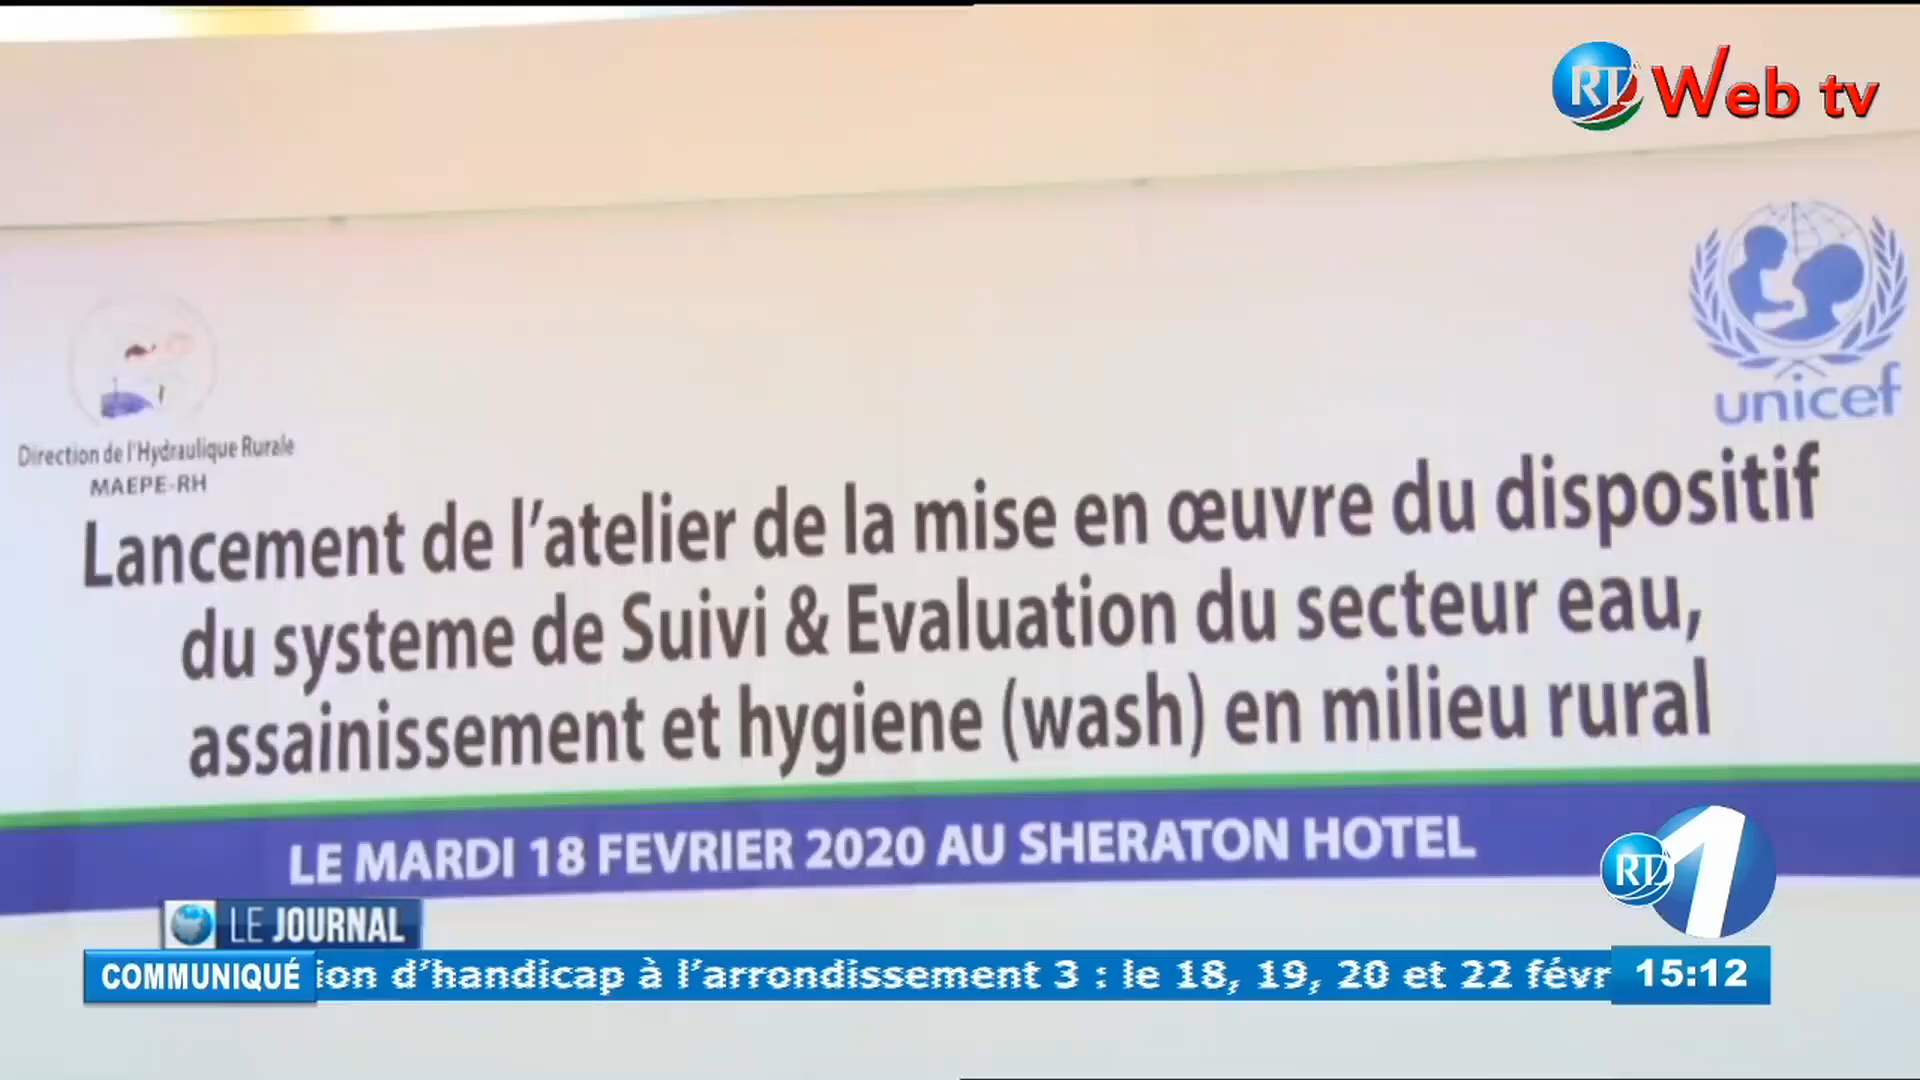 RTD Web tv
unicef
Direction de l'Hydraulique Rurale
MAEPE-RH
Lancement de l'atelier de la mise en œuvre du dispositif
du systeme de Suivi & Evaluation du secteur eau,
assainissement et hygiene (wash) en milieu rural
LE MARDI 18 FEVRIER 2020 AU SHERATON HOTEL
RTD 1
LE JOURNAL
COMMUNIQUÉ ion d'handicap à l'arrondissement 3 : le 18, 19, 20 et 22 févr 15:12